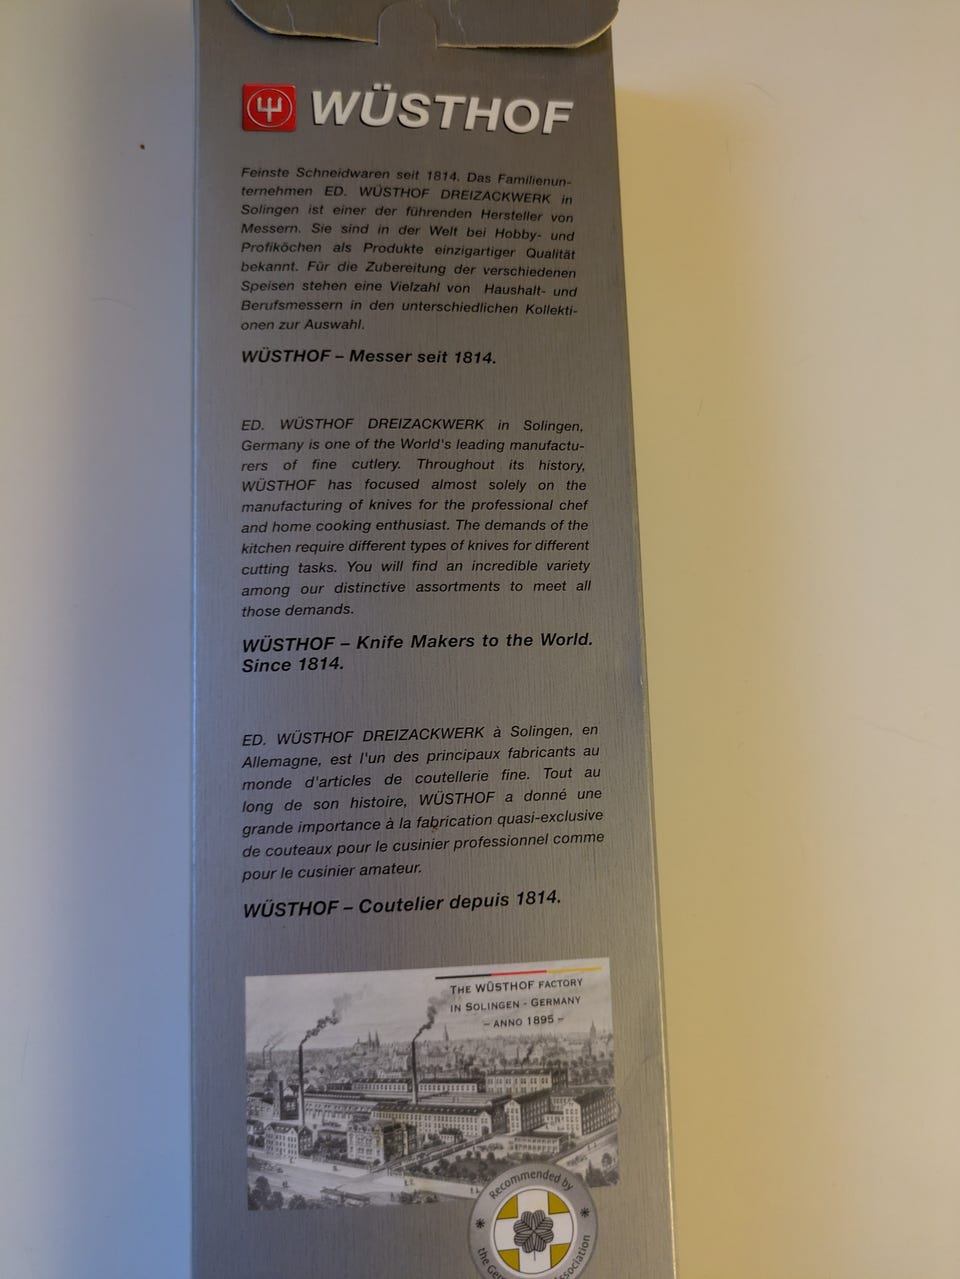 WÜSTHOF
Feinste Schneidwaren seit 1814. Das Familienun-
ternehmen ED. WÜSTHOF DREIZACKWERK in
Solingen ist einer der führenden Hersteller von
Messern. Sie sind in der Welt bei Hobby- und
Profiköchen als Produkte einzigartiger Qualität
bekannt. Für die Zubereitung der verschiedenen
Speisen stehen eine Vielzahl von Haushalt- und
Berufsmessern in den unterschiedlichen Kollekti-
onen zur Auswahl.
WÜSTHOF – Messer seit 1814.
ED. WÜSTHOF DREIZACKWERK in Solingen,
Germany is one of the World's leading manufactu-
rers of fine cutlery. Throughout its history,
WÜSTHOF has focused almost solely on the
manufacturing of knives for the professional chef
and home cooking enthusiast. The demands of the
kitchen require different types of knives for different
cutting tasks. You will find an incredible variety
among our distinctive assortments to meet all
those demands.
WÜSTHOF – Knife Makers to the World.
Since 1814.
ED. WÜSTHOF DREIZACKWERK à Solingen, en
Allemagne, est l'un des principaux fabricants au
monde d'articles de coutellerie fine. Tout au
long de son histoire, WÜSTHOF a donné une
grande importance à la fabrication quasi-exclusive
de couteaux pour le cusinier professionnel comme
pour le cusinier amateur.
WÜSTHOF – Coutelier depuis 1814.
THE WÜSTHOF FACTORY
IN SOLINGEN - GERMANY
– ANNO 1895 –
Recommended by
the